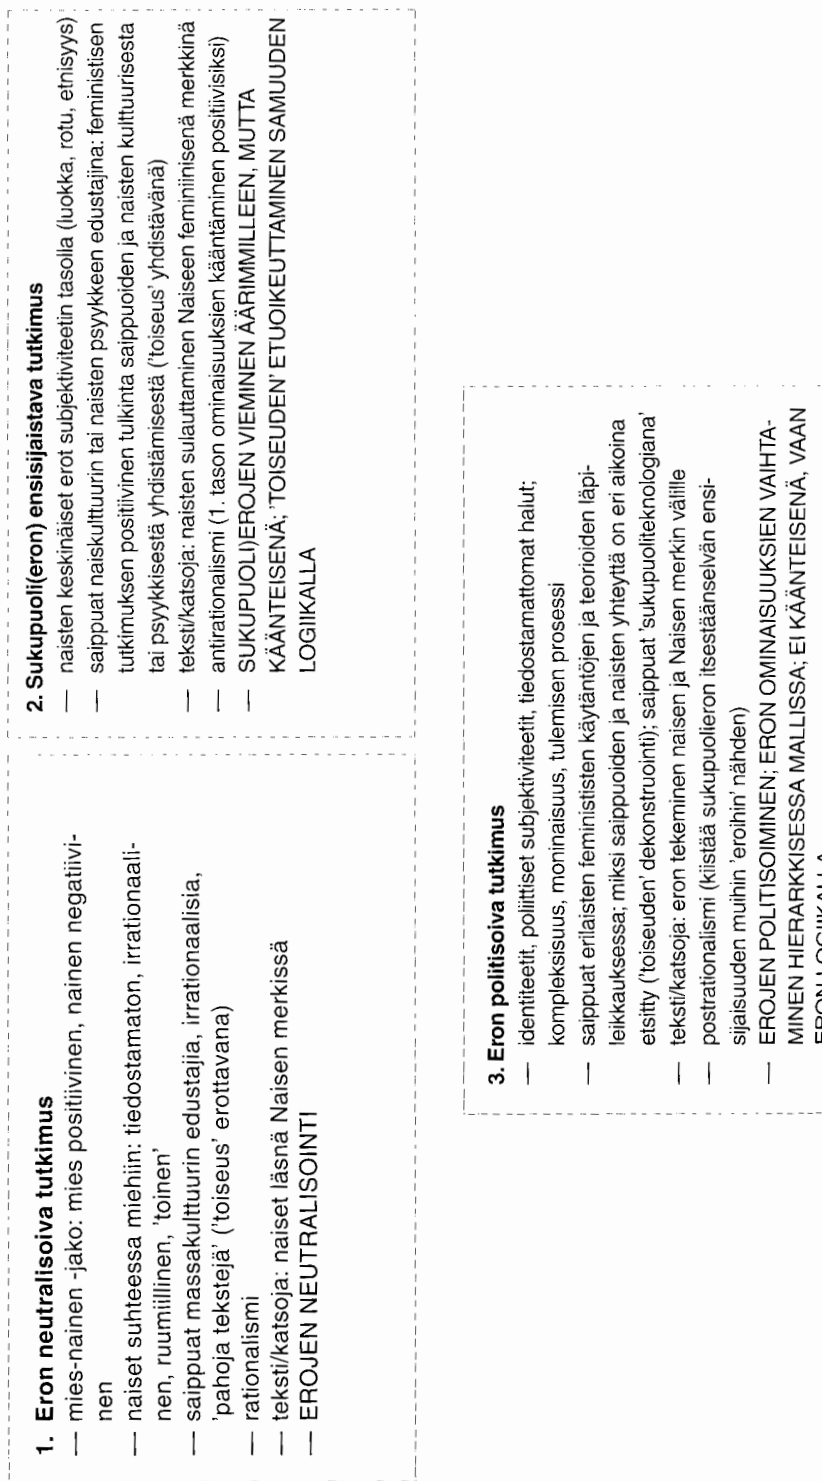 1. Eron neutralisoiva tutkimus
— mies-nainen -jako: mies positiivinen, nainen negatiivi-
nen
— naiset suhteessa miehiin: tiedostamaton, irrationaali-
nen, ruumiillinen, 'toinen'
— saippuat massakulttuurin edustajia, irrationaalisia,
'pahoja tekstejä' ('toiseus' erottavana)
— rationalismi
— teksti/katsoja: naiset läsnä Naisen merkissä
— EROJEN NEUTRALISOINTI
2. Sukupuoli(eron) ensisijaistava tutkimus
— naisten keskinäiset erot subjektiviteetin tasolla (luokka, rotu, etnisyys)
— saippuat naiskulttuurin tai naisten psyykkeen edustajina: feministisen
tutkimuksen positiivinen tulkinta saippuoiden ja naisten kulttuurisesta
tai psyykkisestä yhdistämisestä ('toiseus' yhdistävänä)
— teksti/katsoja: naisten sulauttaminen Naiseen feminiinisenä merkkinä
— antirationalismi (1. tason ominaisuuksien kääntäminen positiivisiksi)
— SUKUPUOLI)EROJEN VIEMINEN ÄÄRIMMILLEEN, MUTTA
KÄÄNTEISENÄ; 'TOISEUDEN' ETUOIKEUTTAMINEN SAMUUDEN
LOGIIKALLA
3. Eron politisoiva tutkimus
— identiteetit, poliittiset subjektiviteetit, tiedostamattomat halut;
kompleksisuus, moninaisuus, tulemisen prosessi
— saippuat erilaisten feminististen käytäntöjen ja teorioiden läpi-
leikkauksessa; miksi saippuoiden ja naisten yhteyttä on eri aikoina
etsitty ('toiseuden' dekonstruointi); saippuat 'sukupuoliteknologiana'
— teksti/katsoja: eron tekeminen naisen ja Naisen merkin välille
— postrationalismi (kiistää sukupuolieron itsestäänselvän ensi-
sijaisuuden muihin 'eroihin' nähden)
— EROJEN POLITISOIMINEN; ERON OMINAISUUKSIEN VAIHTA-
MINEN HIERARKKISESSA MALLISSA; EI KÄÄNTEISENÄ, VAAN
ERON LOGIIKALLA